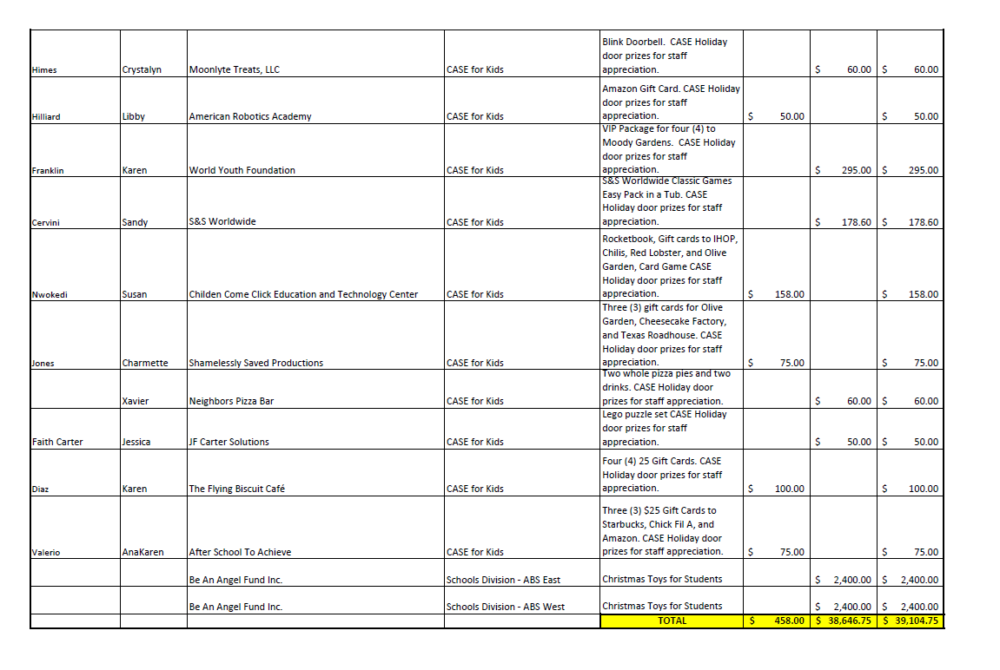 Blink Doorbell. CASE Holiday
door prizes for staff
Himes Crystalyn Moonlyte Treats, LLC CASE for Kids appreciation. $ 60.00 $ 60.00
Amazon Gift Card. CASE Holiday
door prizes for staff
Hilliard Libby American Robotics Academy CASE for Kids appreciation. $ 50.00 $ 50.00
VIP Package for four (4) to
Moody Gardens. CASE Holiday
door prizes for staff
Franklin Karen World Youth Foundation CASE for Kids appreciation. $ 295.00 $ 295.00
S&S Worldwide Classic Games
Easy Pack in a Tub. CASE
Holiday door prizes for staff
Cervini Sandy S&S Worldwide CASE for Kids appreciation. $ 178.60 $ 178.60
Rocketbook, Gift cards to IHOP,
Chilis, Red Lobster, and Olive
Garden, Card Game CASE
Holiday door prizes for staff
Nwokedi Susan Childen Come Click Education and Technology Center CASE for Kids appreciation. $ 158.00 $ 158.00
Three (3) gift cards for Olive
Garden, Cheesecake Factory,
and Texas Roadhouse. CASE
Holiday door prizes for staff
Jones Charmette Shamelessly Saved Productions CASE for Kids appreciation. $ 75.00 $ 75.00
Two whole pizza pies and two
drinks. CASE Holiday door
Xavier Neighbors Pizza Bar CASE for Kids prizes for staff appreciation. $ 60.00 $ 60.00
Lego puzzle set CASE Holiday
door prizes for staff
Faith Carter Jessica JF Carter Solutions CASE for Kids appreciation. $ 50.00 $ 50.00
Four (4) 25 Gift Cards. CASE
Holiday door prizes for staff
Diaz Karen The Flying Biscuit Café CASE for Kids appreciation. $ 100.00 $ 100.00
Three (3) $25 Gift Cards to
Starbucks, Chick Fil A, and
Amazon. CASE Holiday door
Valerio AnaKaren After School To Achieve CASE for Kids prizes for staff appreciation. $ 75.00 $ 75.00
Be An Angel Fund Inc. Schools Division - ABS East Christmas Toys for Students $ 2,400.00 $ 2,400.00
Be An Angel Fund Inc. Schools Division - ABS West Christmas Toys for Students $ 2,400.00 $ 2,400.00
TOTAL $ 458.00 $ 38,646.75 $ 39,104.75